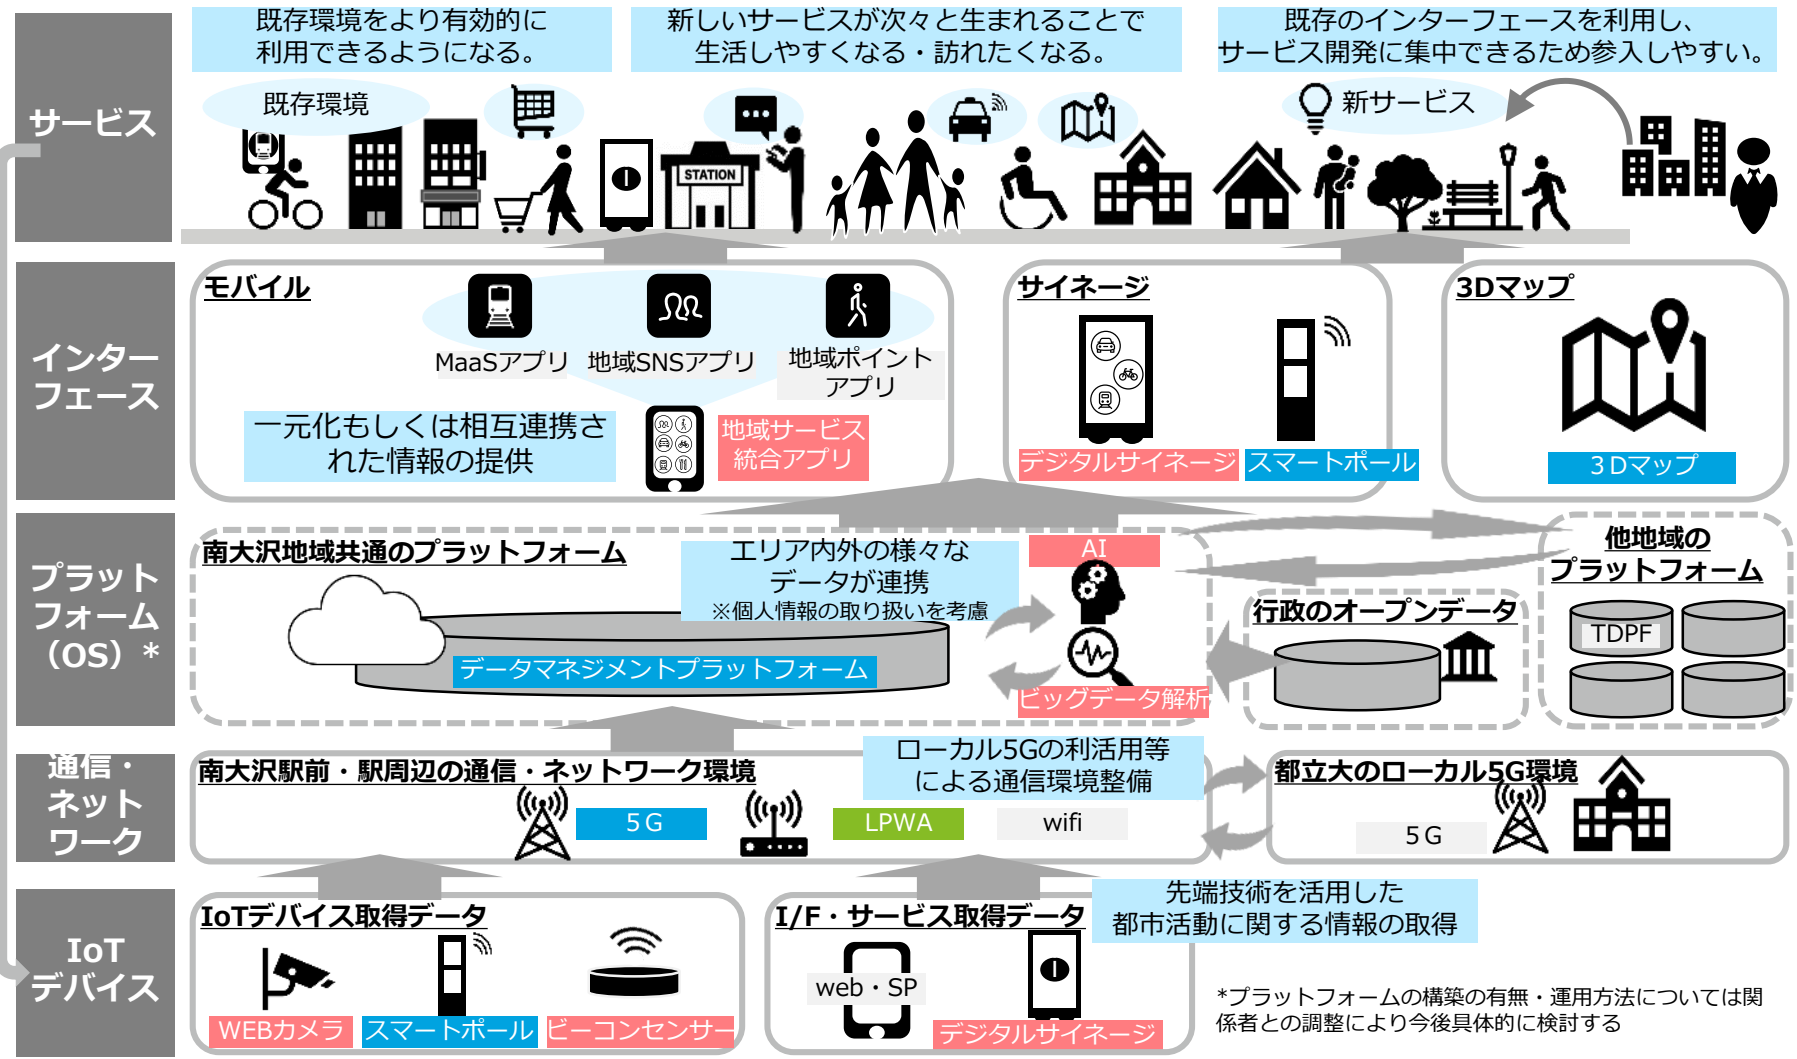 サービス
既存環境をより有効的に
利用できるようになる。
新しいサービスが次々と生まれることで
生活しやすくなる・訪れたくなる。
既存のインターフェースを利用し、
サービス開発に集中できるため参入しやすい。
既存環境
新サービス
STATION
インター
フェース
モバイル
MaaSアプリ
地域SNSアプリ
地域ポイント
アプリ
一元化もしくは相互連携さ
れた情報の提供
地域サービス
統合アプリ
サイネージ
デジタルサイネージ
スマートポール
3Dマップ
３Dマップ
プラット
フォーム
（OS）*
南大沢地域共通のプラットフォーム
エリア内外の様々な
データが連携
※個人情報の取り扱いを考慮
データマネジメントプラットフォーム
AI
ビッグデータ解析
行政のオープンデータ
他地域の
プラットフォーム
TDPF
通信・
ネット
ワーク
南大沢駅前・駅周辺の通信・ネットワーク環境
ローカル5Gの利活用等
による通信環境整備
５G
LPWA
wifi
都立大のローカル5G環境
５G
IoT
デバイス
IoTデバイス取得データ
WEBカメラ
スマートポール
ビーコンセンサー
I/F・サービス取得データ
web・SP
デジタルサイネージ
先端技術を活用した
都市活動に関する情報の取得
*プラットフォームの構築の有無・運用方法については関
係者との調整により今後具体的に検討する